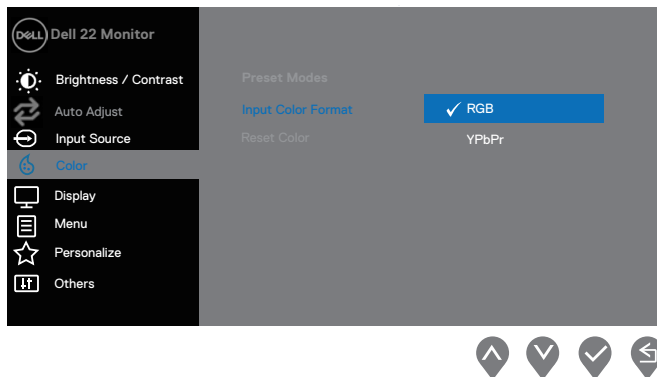 DELL Dell 22 Monitor
Brightness / Contrast
Auto Adjust
Input Source
Color
Display
Menu
Personalize
Others
Preset Modes
Input Color Format
Reset Color
RGB
YPbPr